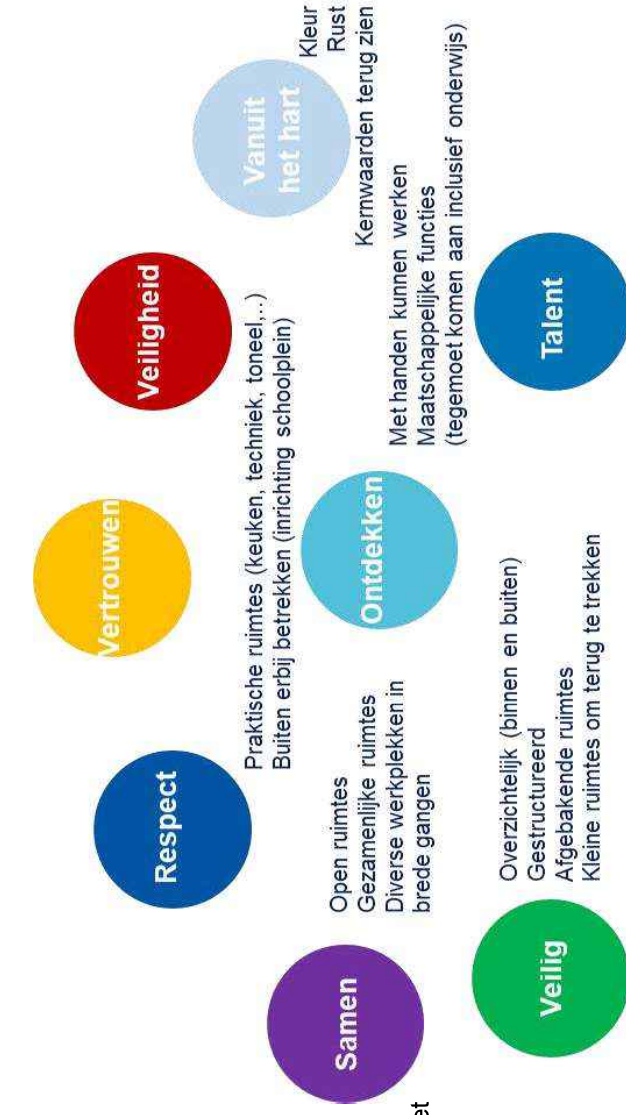 Vertrouwen
Veiligheid
Respect
Vanuit
het hart
Praktische ruimtes (keuken, techniek, toneel,..)
Buiten erbij betrekken (inrichting schoolplein)
Kleur
Rust
Kernwaarden terug zien
Samen
Open ruimtes
Gezamenlijke ruimtes
Diverse werkplekken in
brede gangen
Ontdekken
Met handen kunnen werken
Maatschappelijke functies
(tegemoet komen aan inclusief onderwijs)
et
Veilig
Overzichtelijk (binnen en buiten)
Gestructureerd
Afgebakende ruimtes
Kleine ruimtes om terug te trekken
Talent